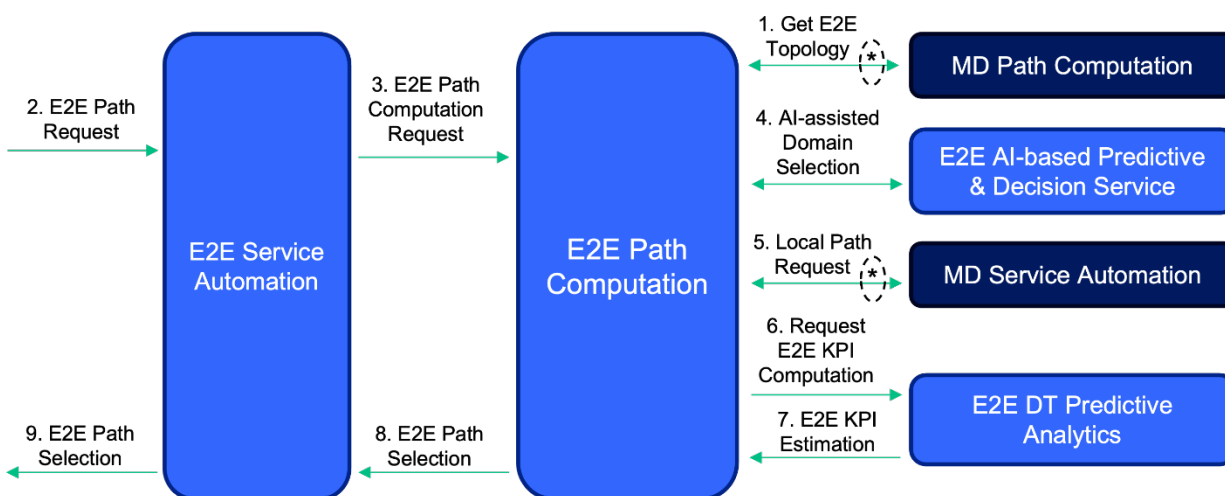 2. E2E Path
Request
E2E Service
Automation
3. E2E Path
Computation
Request
E2E Path
Computation
1. Get E2E
Topology
*
MD Path Computation
4. AI-assisted
Domain
Selection
E2E AI-based Predictive
& Decision Service
5. Local Path
Request
*
MD Service Automation
6. Request
E2E KPI
Computation
7. E2E KPI
Estimation
E2E DT Predictive
Analytics
8. E2E Path
Selection
9. E2E Path
Selection